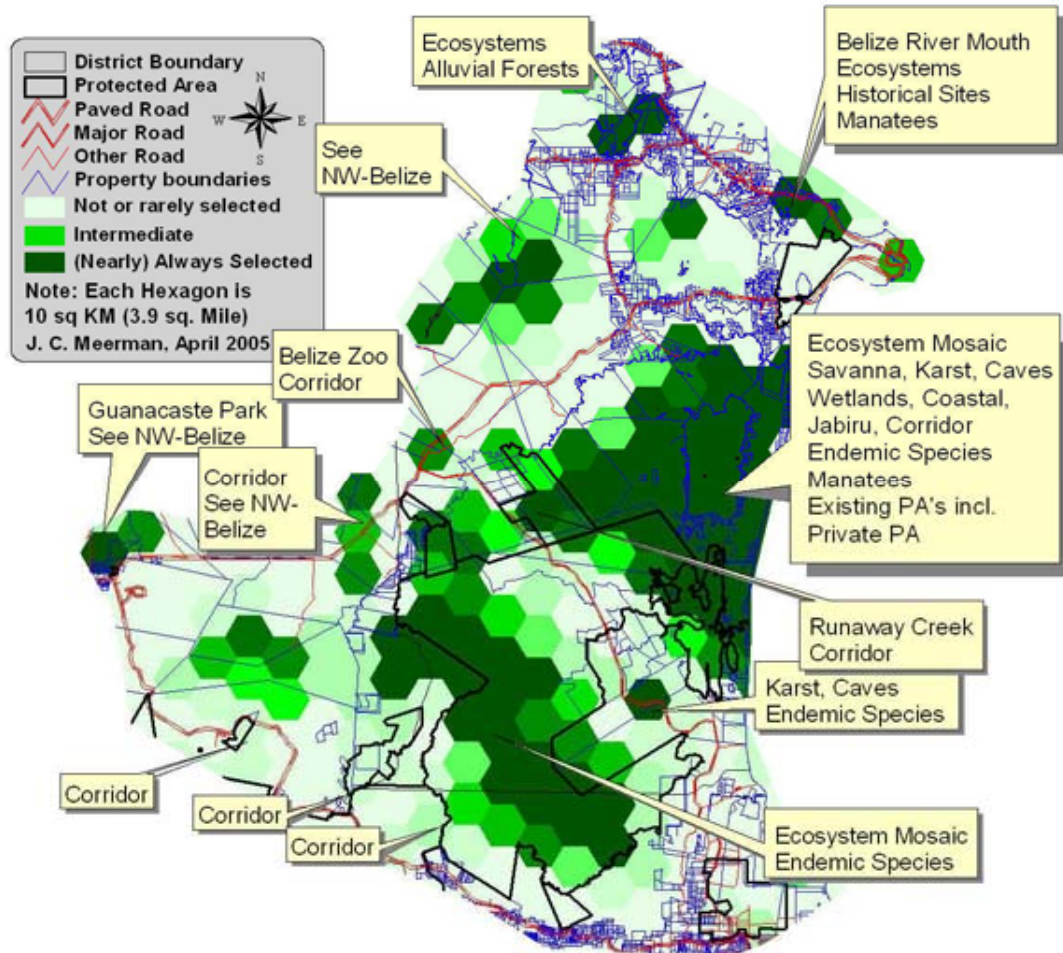 District Boundary
Protected Area
Paved Road
Major Road
Other Road
Property boundaries
Not or rarely selected
Intermediate
(Nearly) Always Selected
Note: Each Hexagon is
10 sq KM (3.9 sq. Mile)
J. C. Meerman, April 2005
N
W
E
S
Ecosystems
Alluvial Forests
Belize River Mouth
Ecosystems
Historical Sites
Manatees
See
NW-Belize
Belize Zoo
Corridor
Guanacaste Park
See NW-Belize
Corridor
See NW-
Belize
Ecosystem Mosaic
Savanna, Karst, Caves
Wetlands, Coastal,
Jabiru, Corridor
Endemic Species
Manatees
Existing PA's incl.
Private PA
Runaway Creek
Corridor
Karst, Caves
Endemic Species
Corridor
Corridor
Corridor
Ecosystem Mosaic
Endemic Species